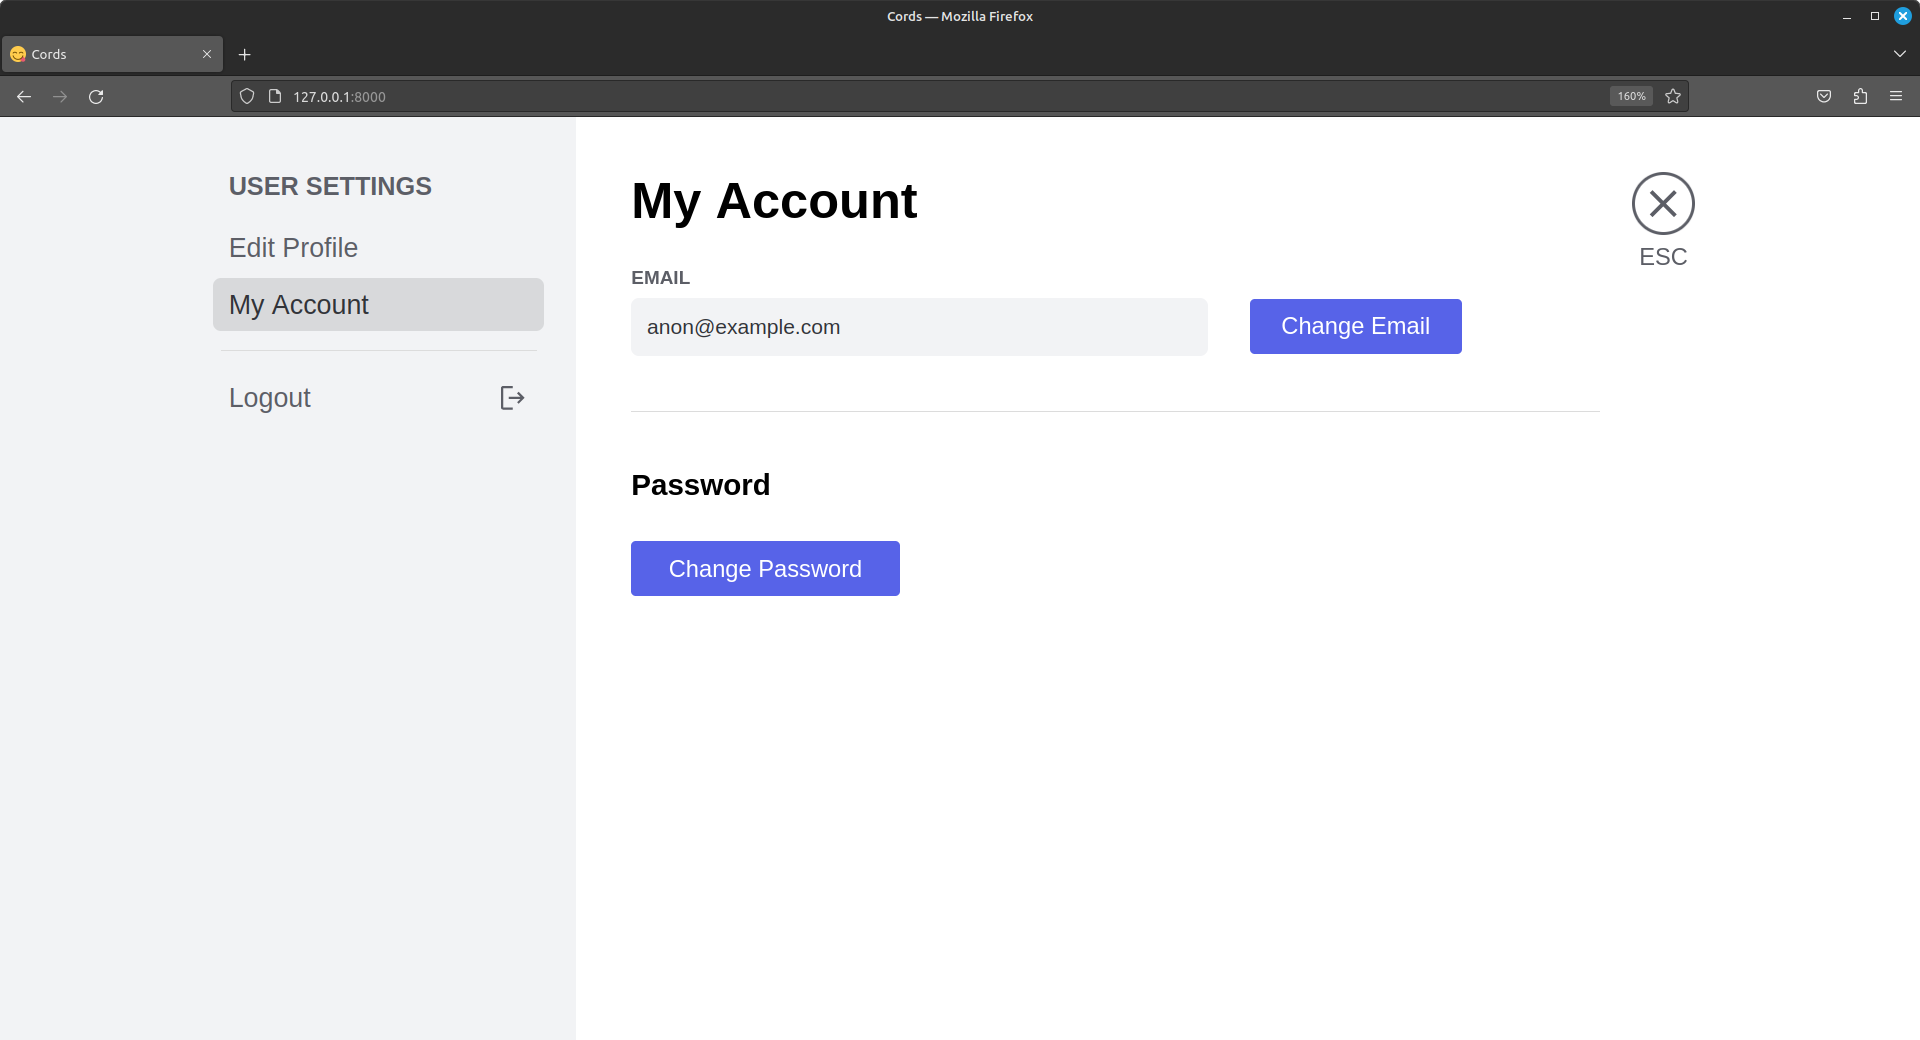 Cords — Mozilla Firefox
Cords
127.0.0.1:8000
160%
USER SETTINGS
Edit Profile
My Account
Logout
My Account
ESC
EMAIL
anon@example.com
Change Email
Password
Change Password